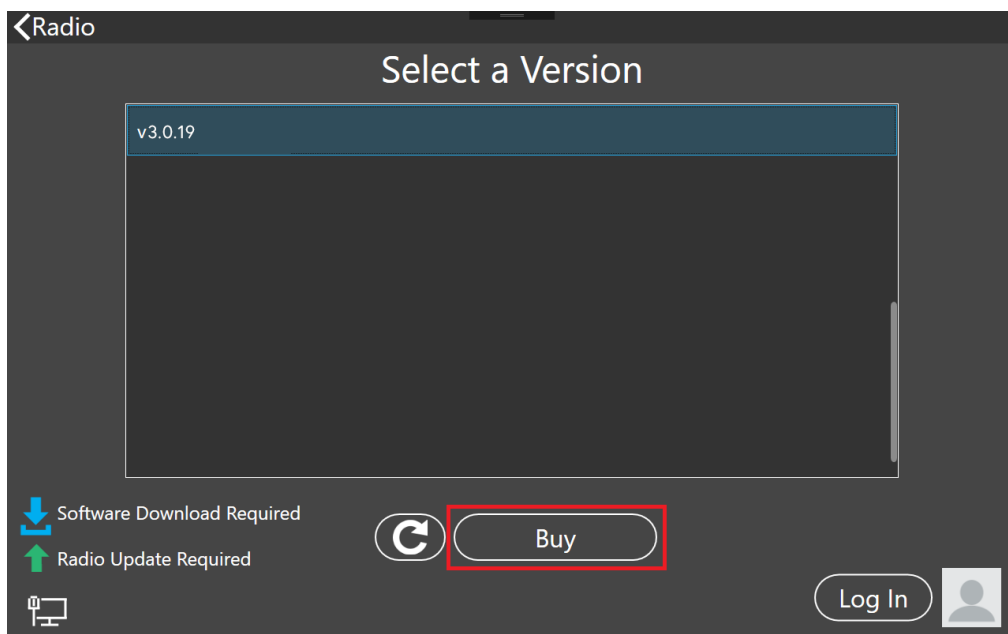 Radio
Select a Version
v3.0.19
Software Download Required
Radio Update Required
Buy
Log In